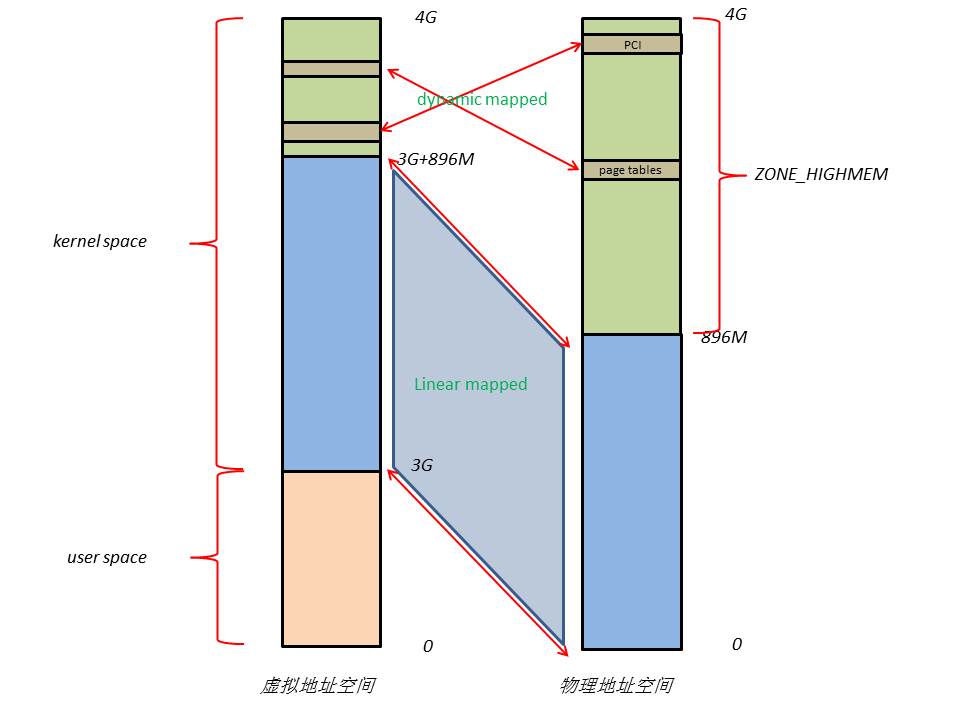 4G
4G
PCI
dynamic mapped
3G+896M
page tables
ZONE_HIGHMEM
kernel space
896M
Linear mapped
3G
user space
0
0
虚拟地址空间
物理地址空间